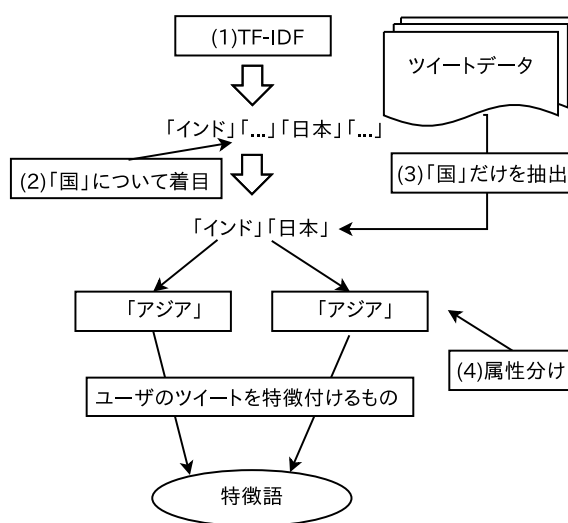 (1)TF-IDF
ツイートデータ
「インド」「...」「日本」「...」
(2)「国」について着目
(3)「国」だけを抽出
「インド」「日本」
「アジア」
「アジア」
(4)属性分け
ユーザのツイートを特徴付けるもの
特徴語